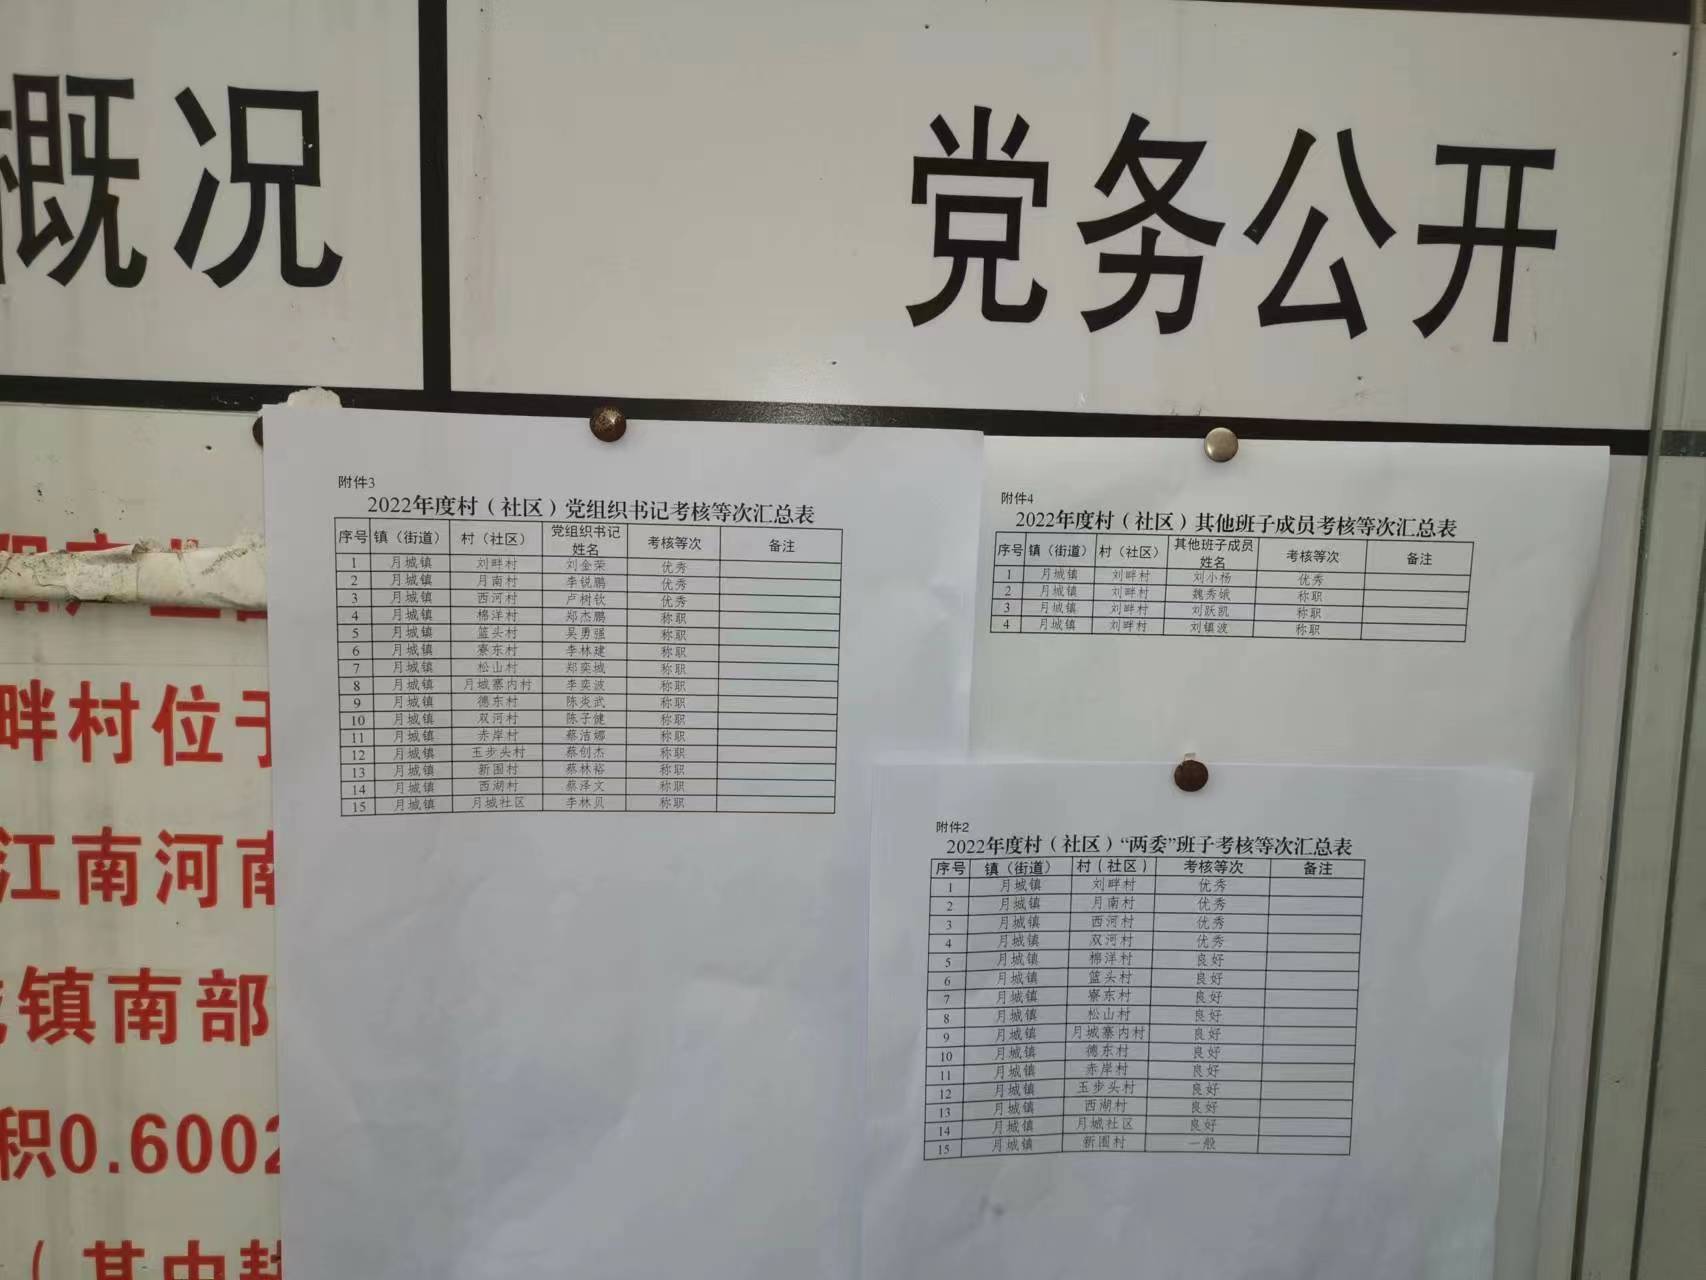 概况
党务公开
附件3
2022年度村（社区）党组织书记考核等次汇总表
序号 镇（街道） 村（社区） 党组织书记姓名 考核等次 备注
1 月城镇 刘畔村 刘金荣 优秀
2 月城镇 月南村 李锐鹏 优秀
3 月城镇 西河村 卢树钦 优秀
4 月城镇 棉洋村 郑杰鹏 称职
5 月城镇 篮头村 吴勇强 称职
6 月城镇 寮东村 李林建 称职
7 月城镇 松山村 郑奕城 称职
8 月城镇 月城寨内村 李奕波 称职
9 月城镇 德东村 陈炎武 称职
10 月城镇 双河村 陈子健 称职
11 月城镇 赤岸村 蔡洁娜 称职
12 月城镇 玉步头村 蔡创杰 称职
13 月城镇 新围村 蔡林裕 称职
14 月城镇 西湖村 蔡泽文 称职
15 月城镇 月城社区 李林贝 称职
附件4
2022年度村（社区）其他班子成员考核等次汇总表
序号 镇（街道） 村（社区） 其他班子成员姓名 考核等次 备注
1 月城镇 刘畔村 刘小杨 优秀
2 月城镇 刘畔村 魏秀娥 称职
3 月城镇 刘畔村 刘跃凯 称职
4 月城镇 刘畔村 刘镇波 称职
附件2
2022年度村（社区）“两委”班子考核等次汇总表
序号 镇（街道） 村（社区） 考核等次 备注
1 月城镇 刘畔村 优秀
2 月城镇 月南村 优秀
3 月城镇 西河村 优秀
4 月城镇 双河村 优秀
5 月城镇 棉洋村 良好
6 月城镇 篮头村 良好
7 月城镇 寮东村 良好
8 月城镇 松山村 良好
9 月城镇 月城寨内村 良好
10 月城镇 德东村 良好
11 月城镇 赤岸村 良好
12 月城镇 玉步头村 良好
13 月城镇 西湖村 良好
14 月城镇 月城社区 良好
15 月城镇 新围村 一般
畔村位于
江南河南
镇南部
积0.6002
（其中耕